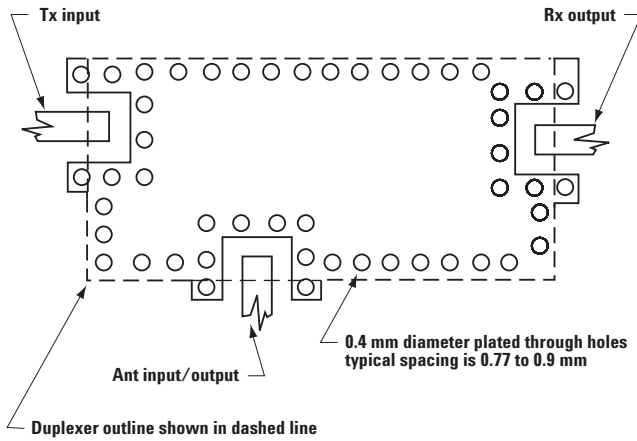 Tx input
Rx output
0.4 mm diameter plated through holes
typical spacing is 0.77 to 0.9 mm
Ant input/output
Duplexer outline shown in dashed line